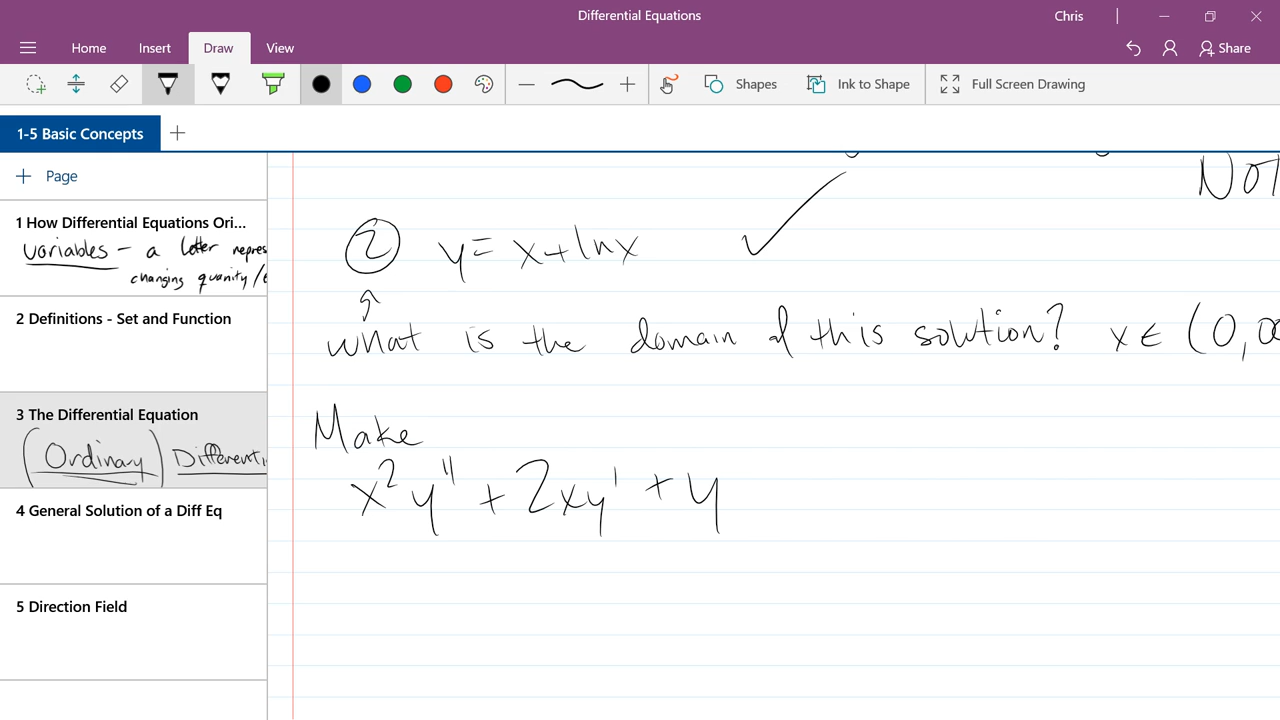 Differential Equations
Chris
Home Insert Draw View
Share
Shapes Ink to Shape Full Screen Drawing
1-5 Basic Concepts
Page
1 How Differential Equations Ori...
variables – a letter repres
changing quanity /
2 Definitions - Set and Function
3 The Differential Equation
(Ordinary) Differenti
4 General Solution of a Diff Eq
5 Direction Field
NOT
② y = x + ln x ✓
What is the domain of this solution? x ∈ (0, ∞
Make
x² y'' + 2xy' + y